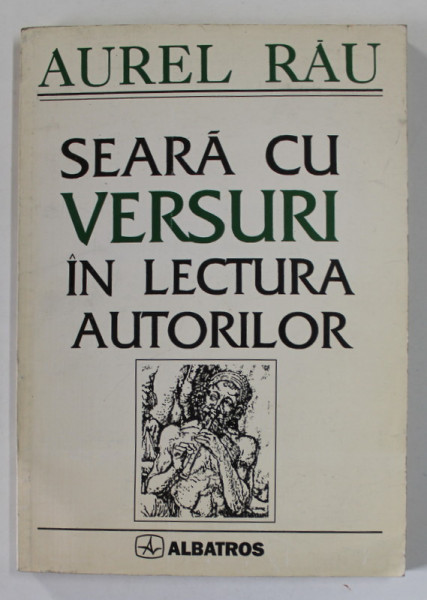 AUREL RĂU
SEARĂ CU
VERSURI
ÎN LECTURA
AUTORILOR
ALBATROS